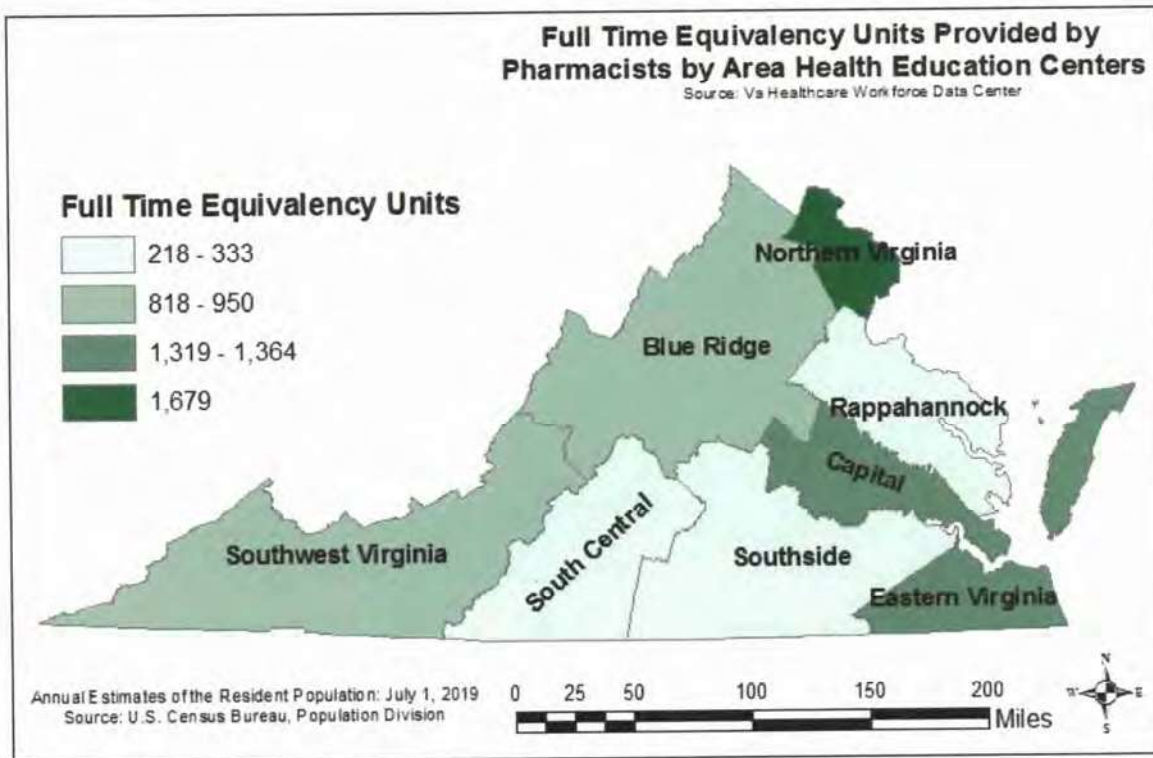 Full Time Equivalency Units Provided by
Pharmacists by Area Health Education Centers
Source: Va Healthcare Work force Data Center
Full Time Equivalency Units
218 - 333
818 - 950
1,319 - 1,364
1,679
Northern Virginia
Blue Ridge
Rappahannock
Capital
South Central
Southwest Virginia
Southside
Eastern Virginia
Annual Estimates of the Resident Population: July 1, 2019
Source: U.S. Census Bureau, Population Division
0 25 50 100 150 200
Miles
N
W E
S